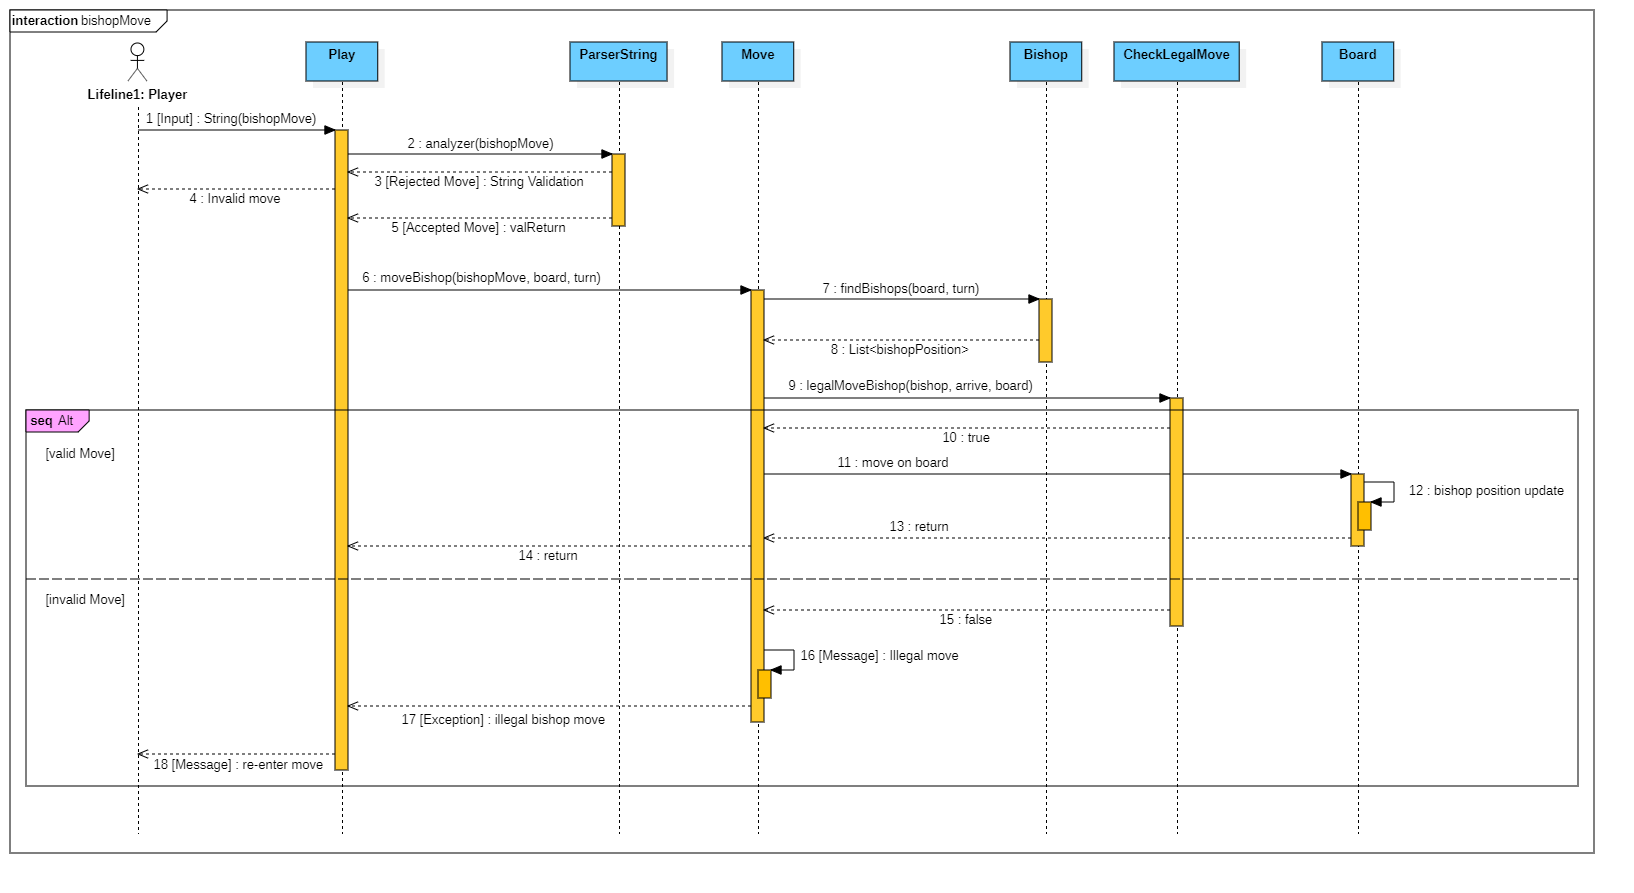 interaction bishopMove
Play
ParserString
Move
Bishop
CheckLegalMove
Board
Lifeline1: Player
1 [Input] : String(bishopMove)
2 : analyzer(bishopMove)
3 [Rejected Move] : String Validation
4 : Invalid move
5 [Accepted Move] : valReturn
6 : moveBishop(bishopMove, board, turn)
7 : findBishops(board, turn)
8 : List<bishopPosition>
9 : legalMoveBishop(bishop, arrive, board)
seq Alt
10 : true
[valid Move]
11 : move on board
12 : bishop position update
13 : return
14 : return
[invalid Move]
15 : false
16 [Message] : Illegal move
17 [Exception] : illegal bishop move
18 [Message] : re-enter move